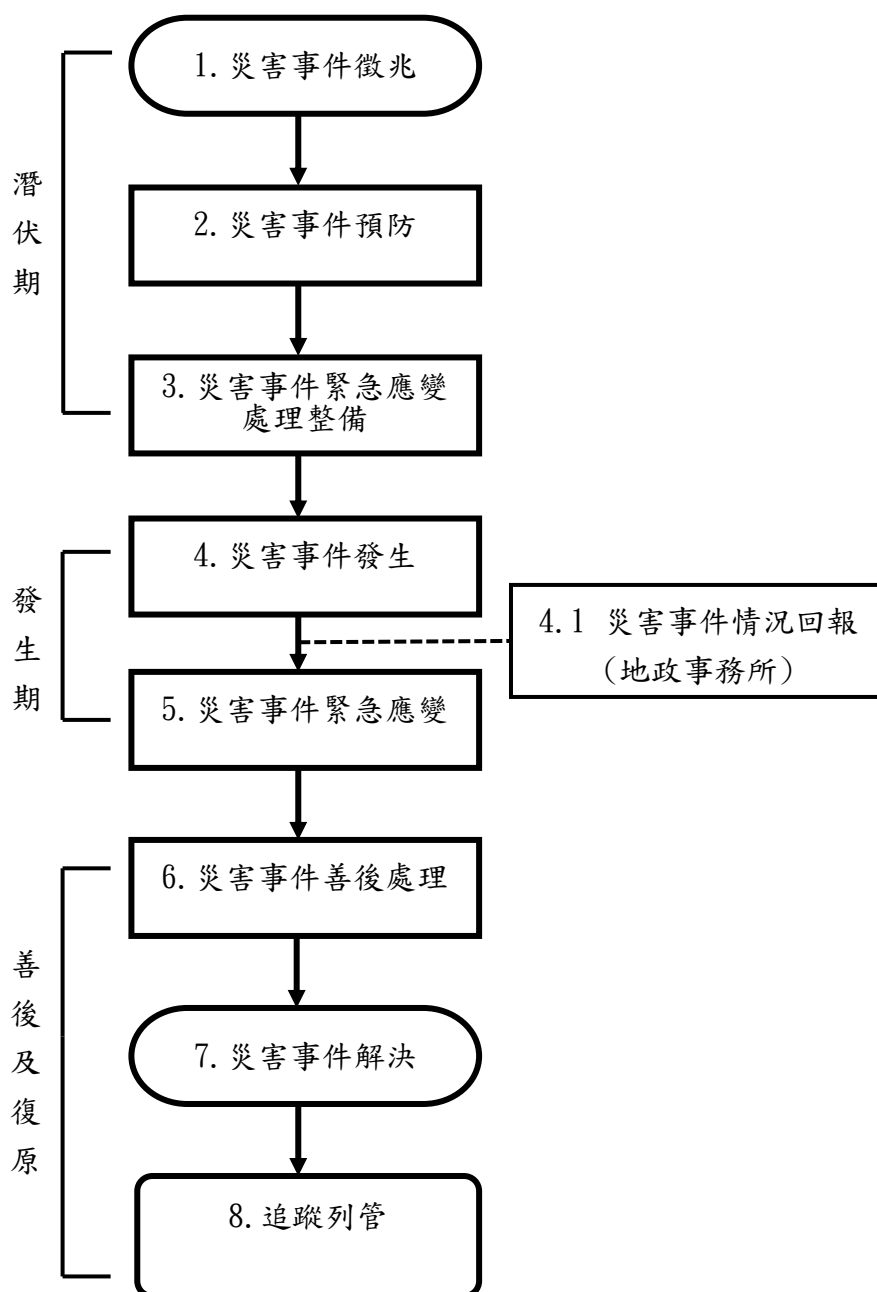 1.災害事件徵兆
潛伏期
2.災害事件預防
3.災害事件緊急應變
處理整備
4.災害事件發生
發生期
4.1 災害事件情況回報
(地政事務所)
5.災害事件緊急應變
6.災害事件善後處理
善後及復原
7.災害事件解決
8.追蹤列管